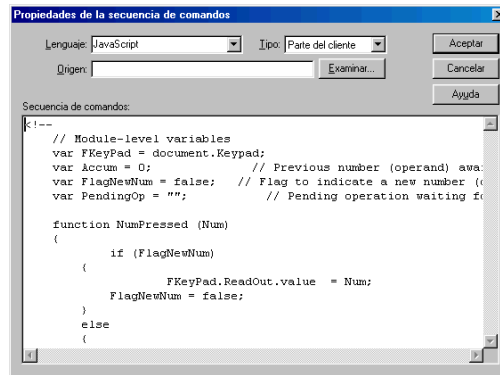 Propiedades de la secuencia de comandos
Lenguaje: JavaScript Tipo: Parte del cliente Aceptar
Origen: Examinar... Cancelar
Ayuda
Secuencia de comandos:
<!--
// Module-level variables
var FKeyPad = document.Keypad;
var Accum = 0; // Previous number (operand) awai
var FlagNewNum = false; // Flag to indicate a new number (
var PendingOp = ""; // Pending operation waiting fo
function NumPressed (Num)
{
if (FlagNewNum)
{
FKeyPad.ReadOut.value = Num;
FlagNewNum = false;
}
else
{